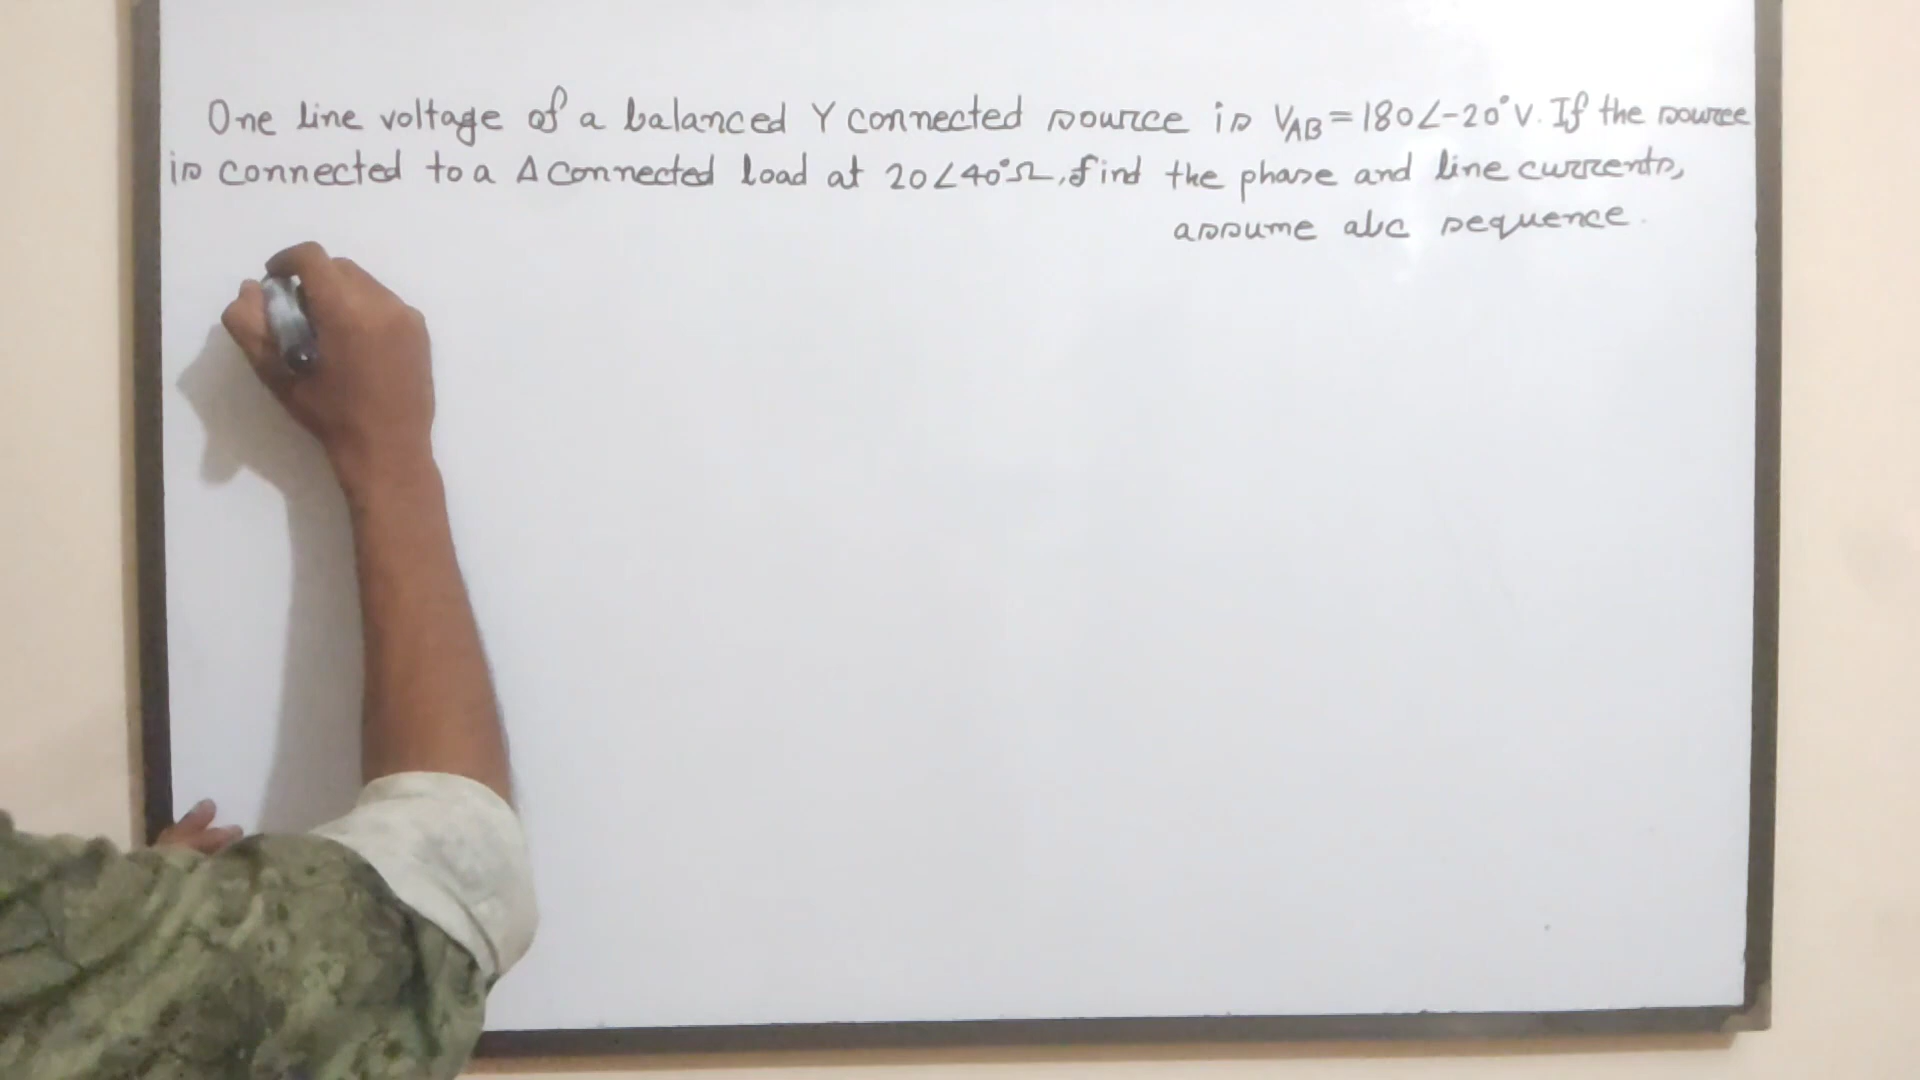 One line voltage of a balanced Y connected source is V_AB = 180∠-20°V. If the source
is connected to a Δ connected load at 20∠40°Ω, find the phase and line currents,
assume abc sequence.